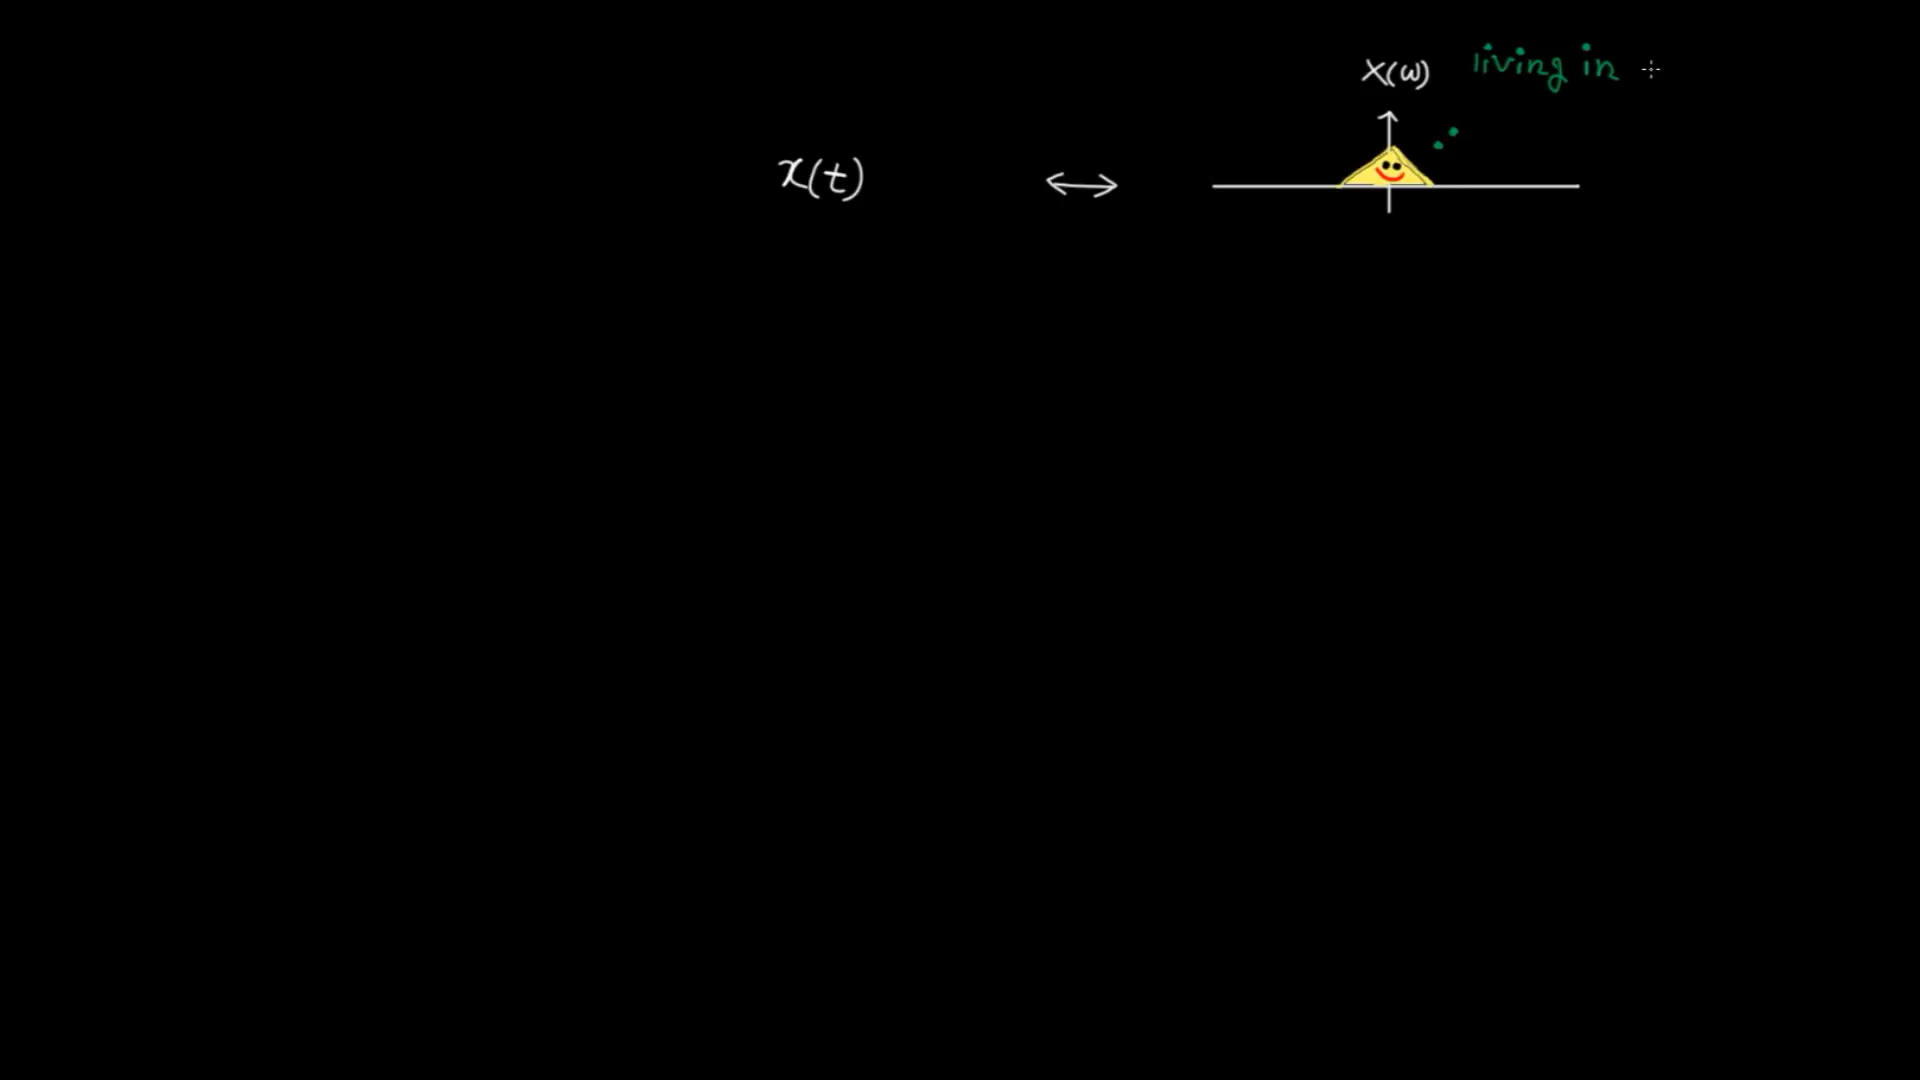 X(ω) living in
x(t) ↔